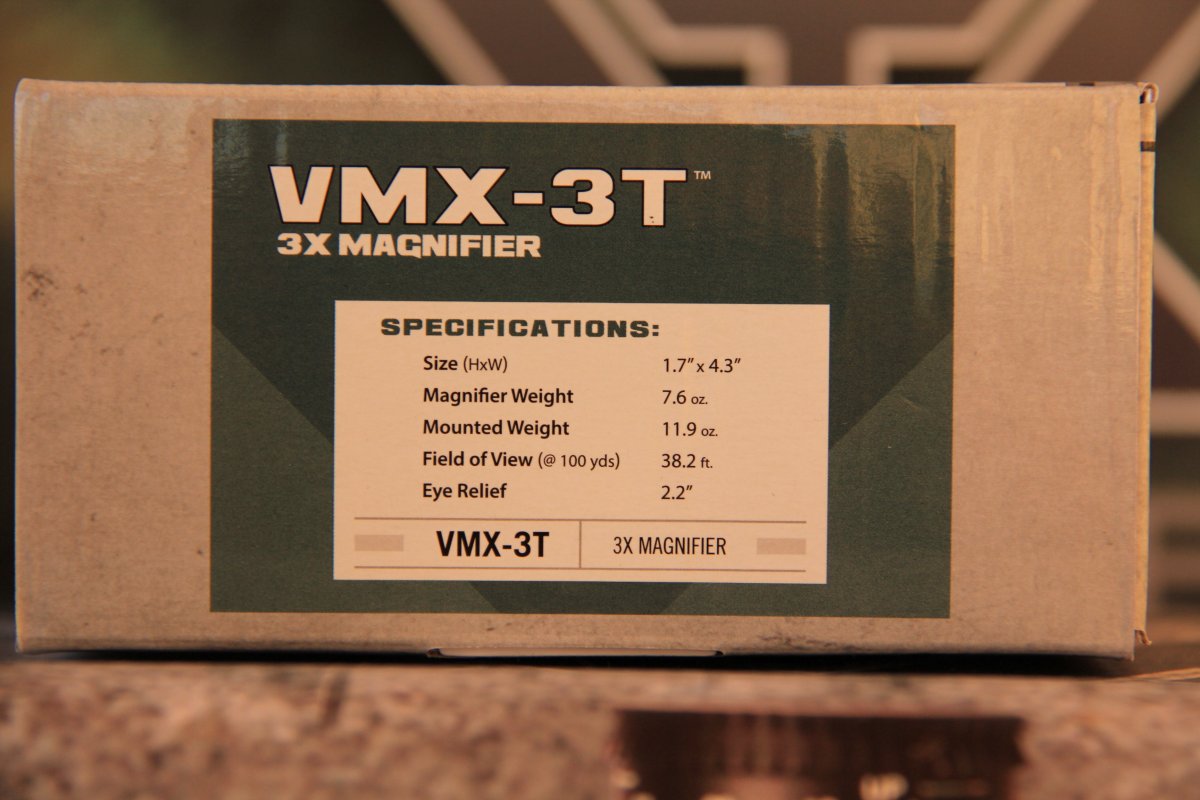 VMX-3T™
3X MAGNIFIER
SPECIFICATIONS:
Size (HxW) 1.7” x 4.3”
Magnifier Weight 7.6 oz.
Mounted Weight 11.9 oz.
Field of View (@ 100 yds) 38.2 ft.
Eye Relief 2.2”
VMX-3T 3X MAGNIFIER